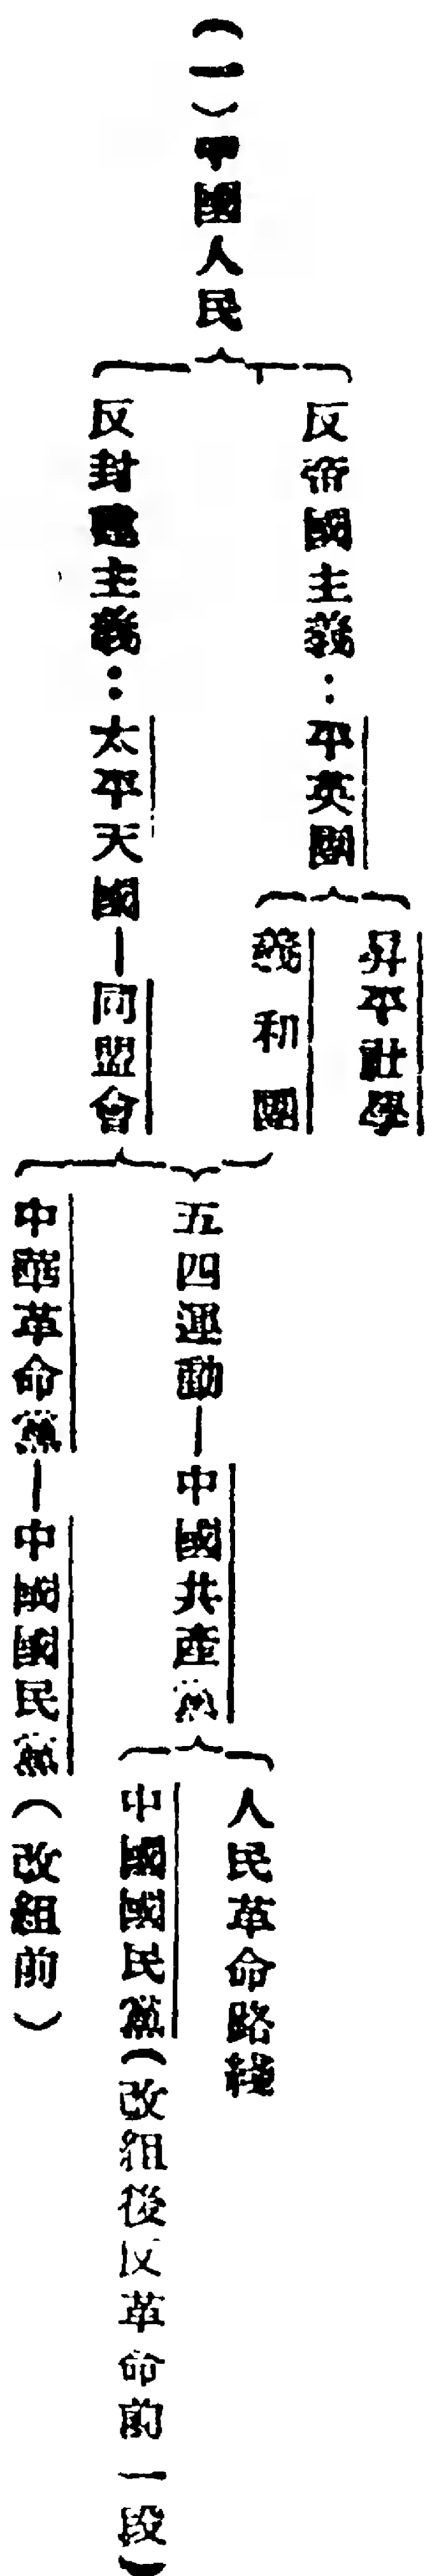 （一）中國人民
反帝國主義：平英團
昇平社學
義和團
反封建主義：太平天國—同盟會
五四運動—中國共產黨
人民革命路綫
中國國民黨（改組後反革命前一段）
中華革命黨—中國國民黨（改組前）